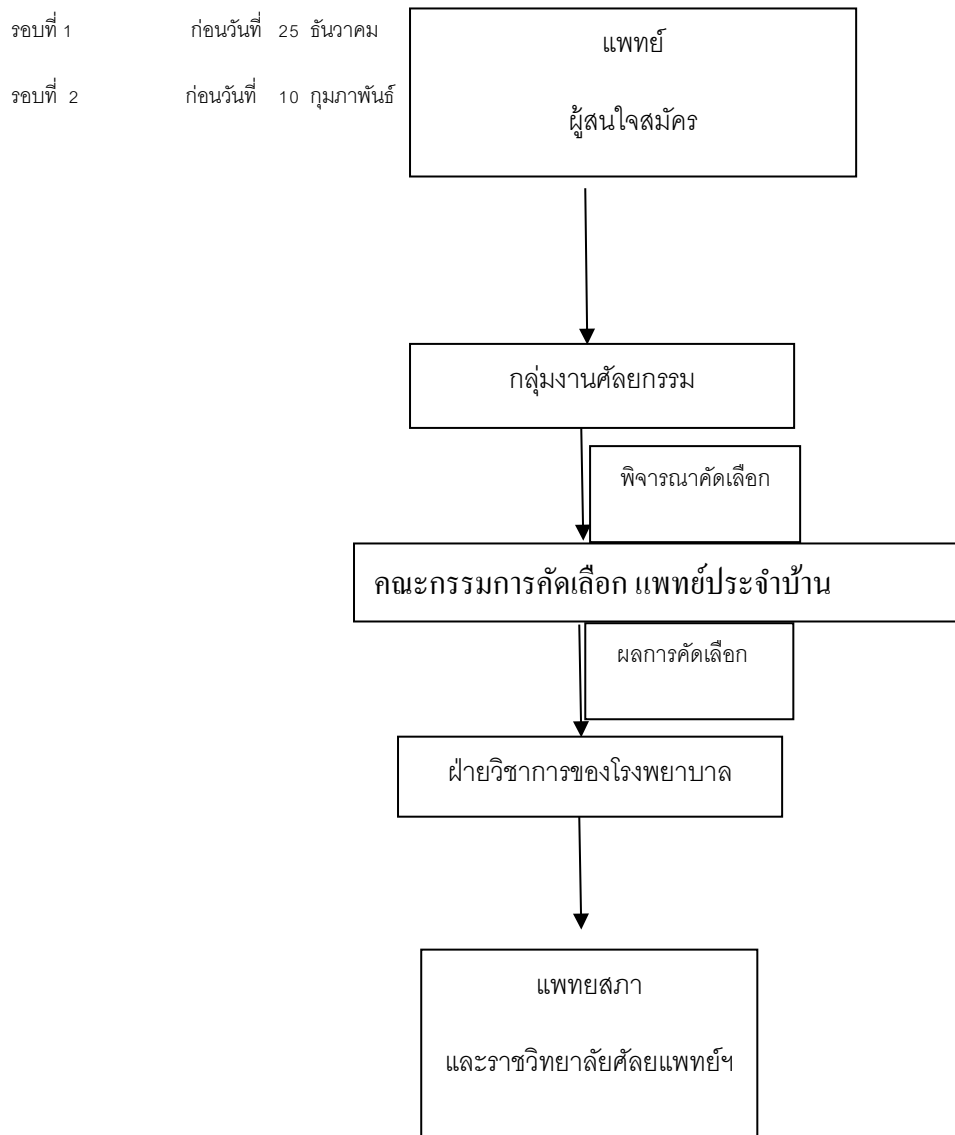 รอบที่ 1 ก่อนวันที่ 25 ธันวาคม
รอบที่ 2 ก่อนวันที่ 10 กุมภาพันธ์
แพทย์
ผู้สนใจสมัคร
กลุ่มงานศัลยกรรม
พิจารณาคัดเลือก
คณะกรรมการคัดเลือก แพทย์ประจำบ้าน
ผลการคัดเลือก
ฝ่ายวิชาการของโรงพยาบาล
แพทยสภา
และราชวิทยาลัยศัลยแพทย์ฯ